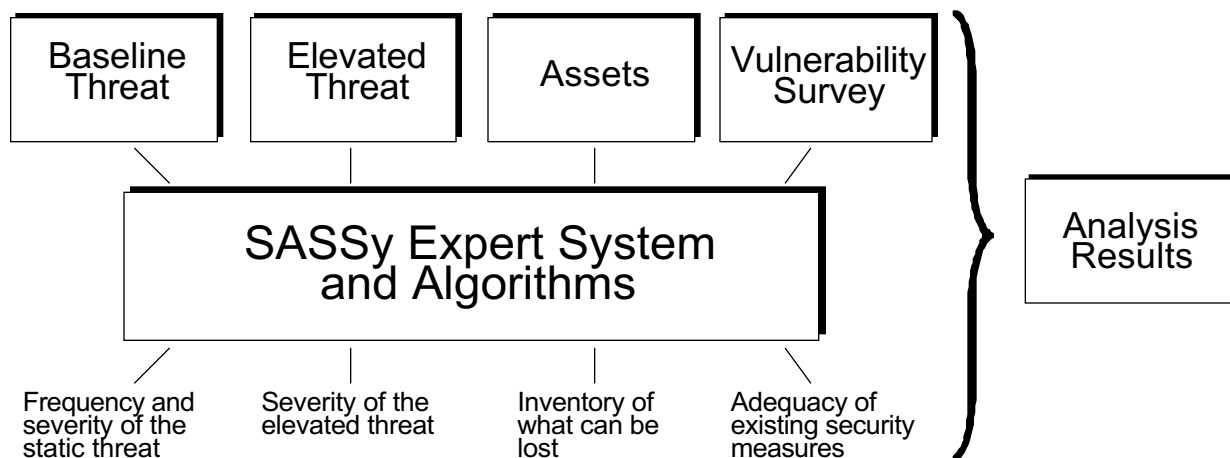 Baseline
Threat
Elevated
Threat
Assets
Vulnerability
Survey
SASSy Expert System
and Algorithms
Analysis
Results
Frequency and
severity of the
static threat
Severity of the
elevated threat
Inventory of
what can be
lost
Adequacy of
existing security
measures